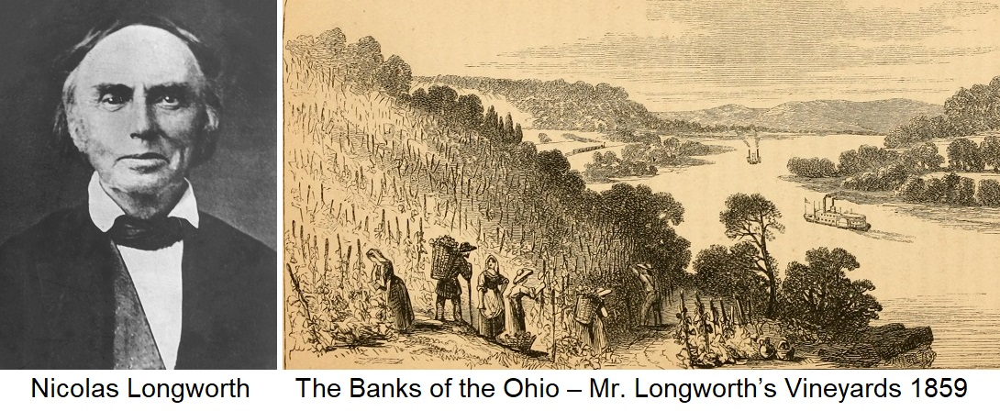 Nicolas Longworth
The Banks of the Ohio – Mr. Longworth’s Vineyards 1859